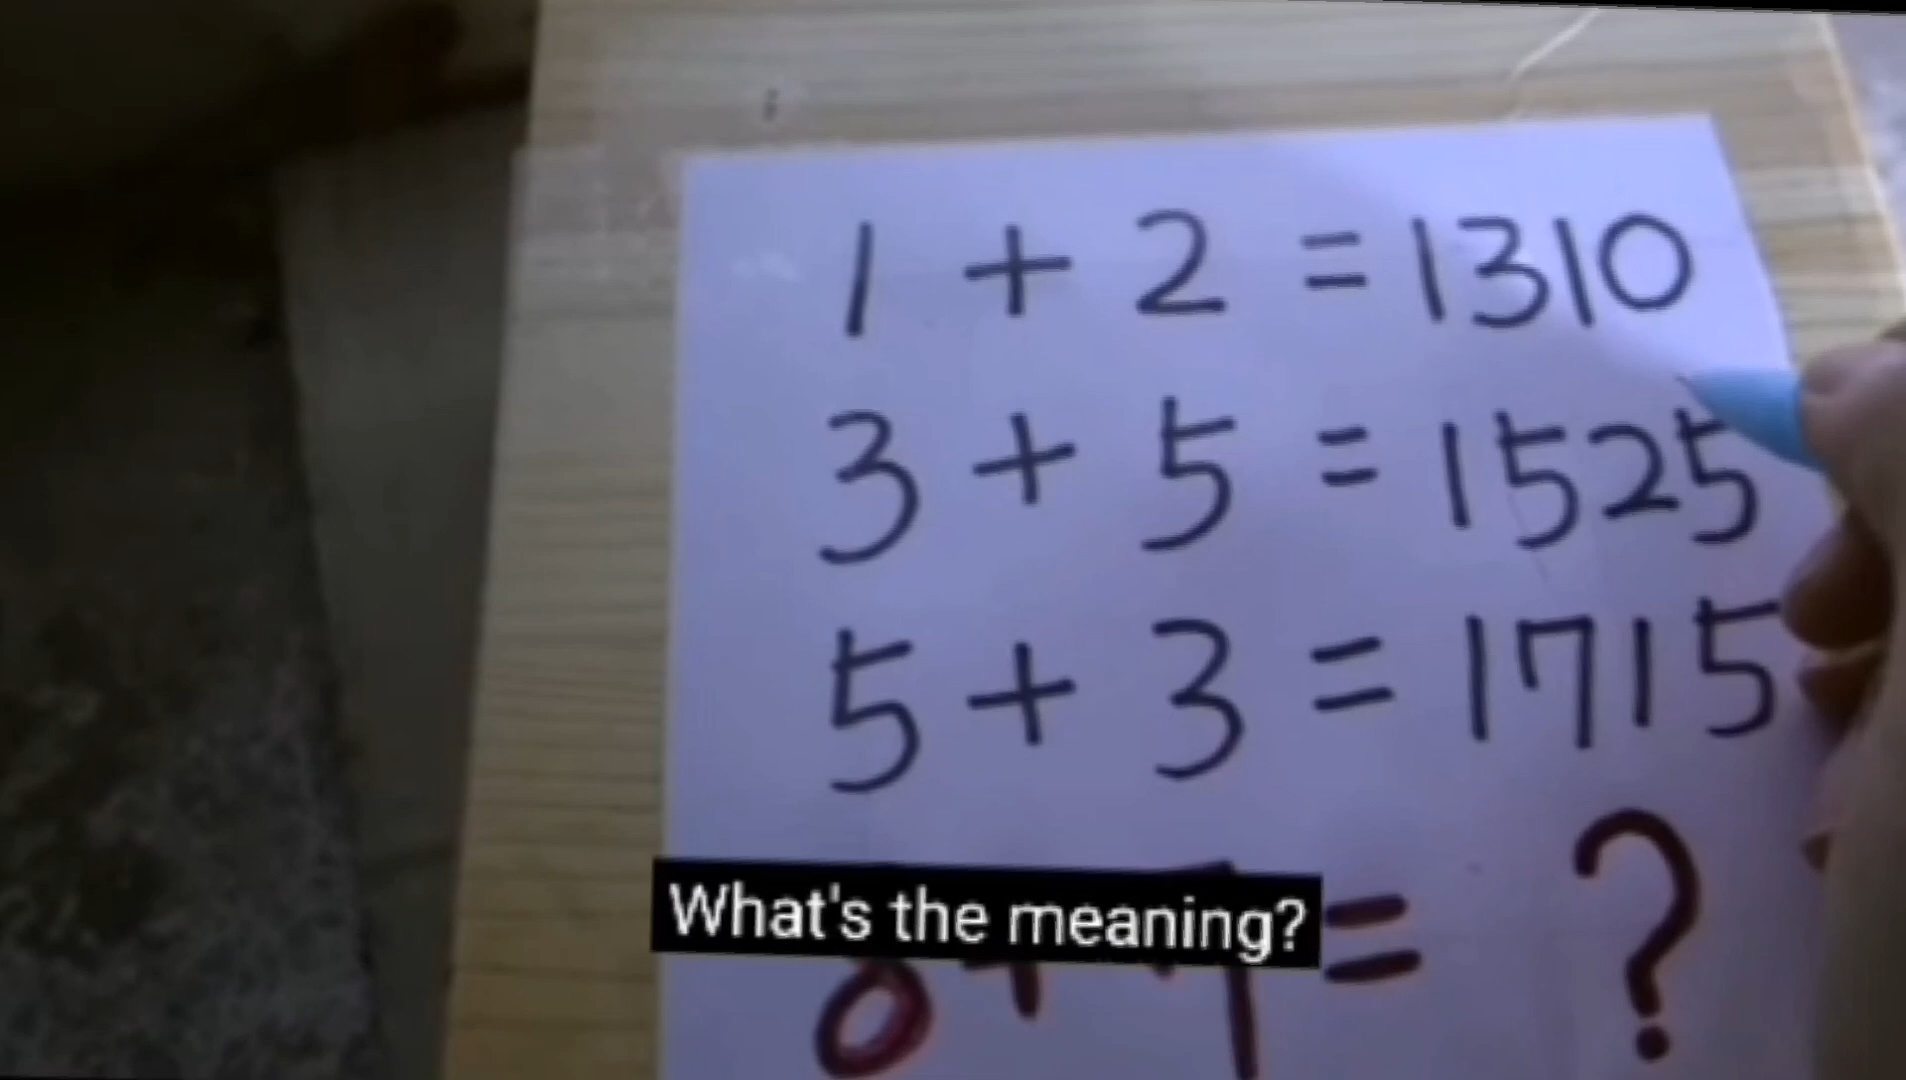 1 + 2 = 1310
3 + 5 = 1525
5 + 3 = 1715
= ?
What's the meaning?